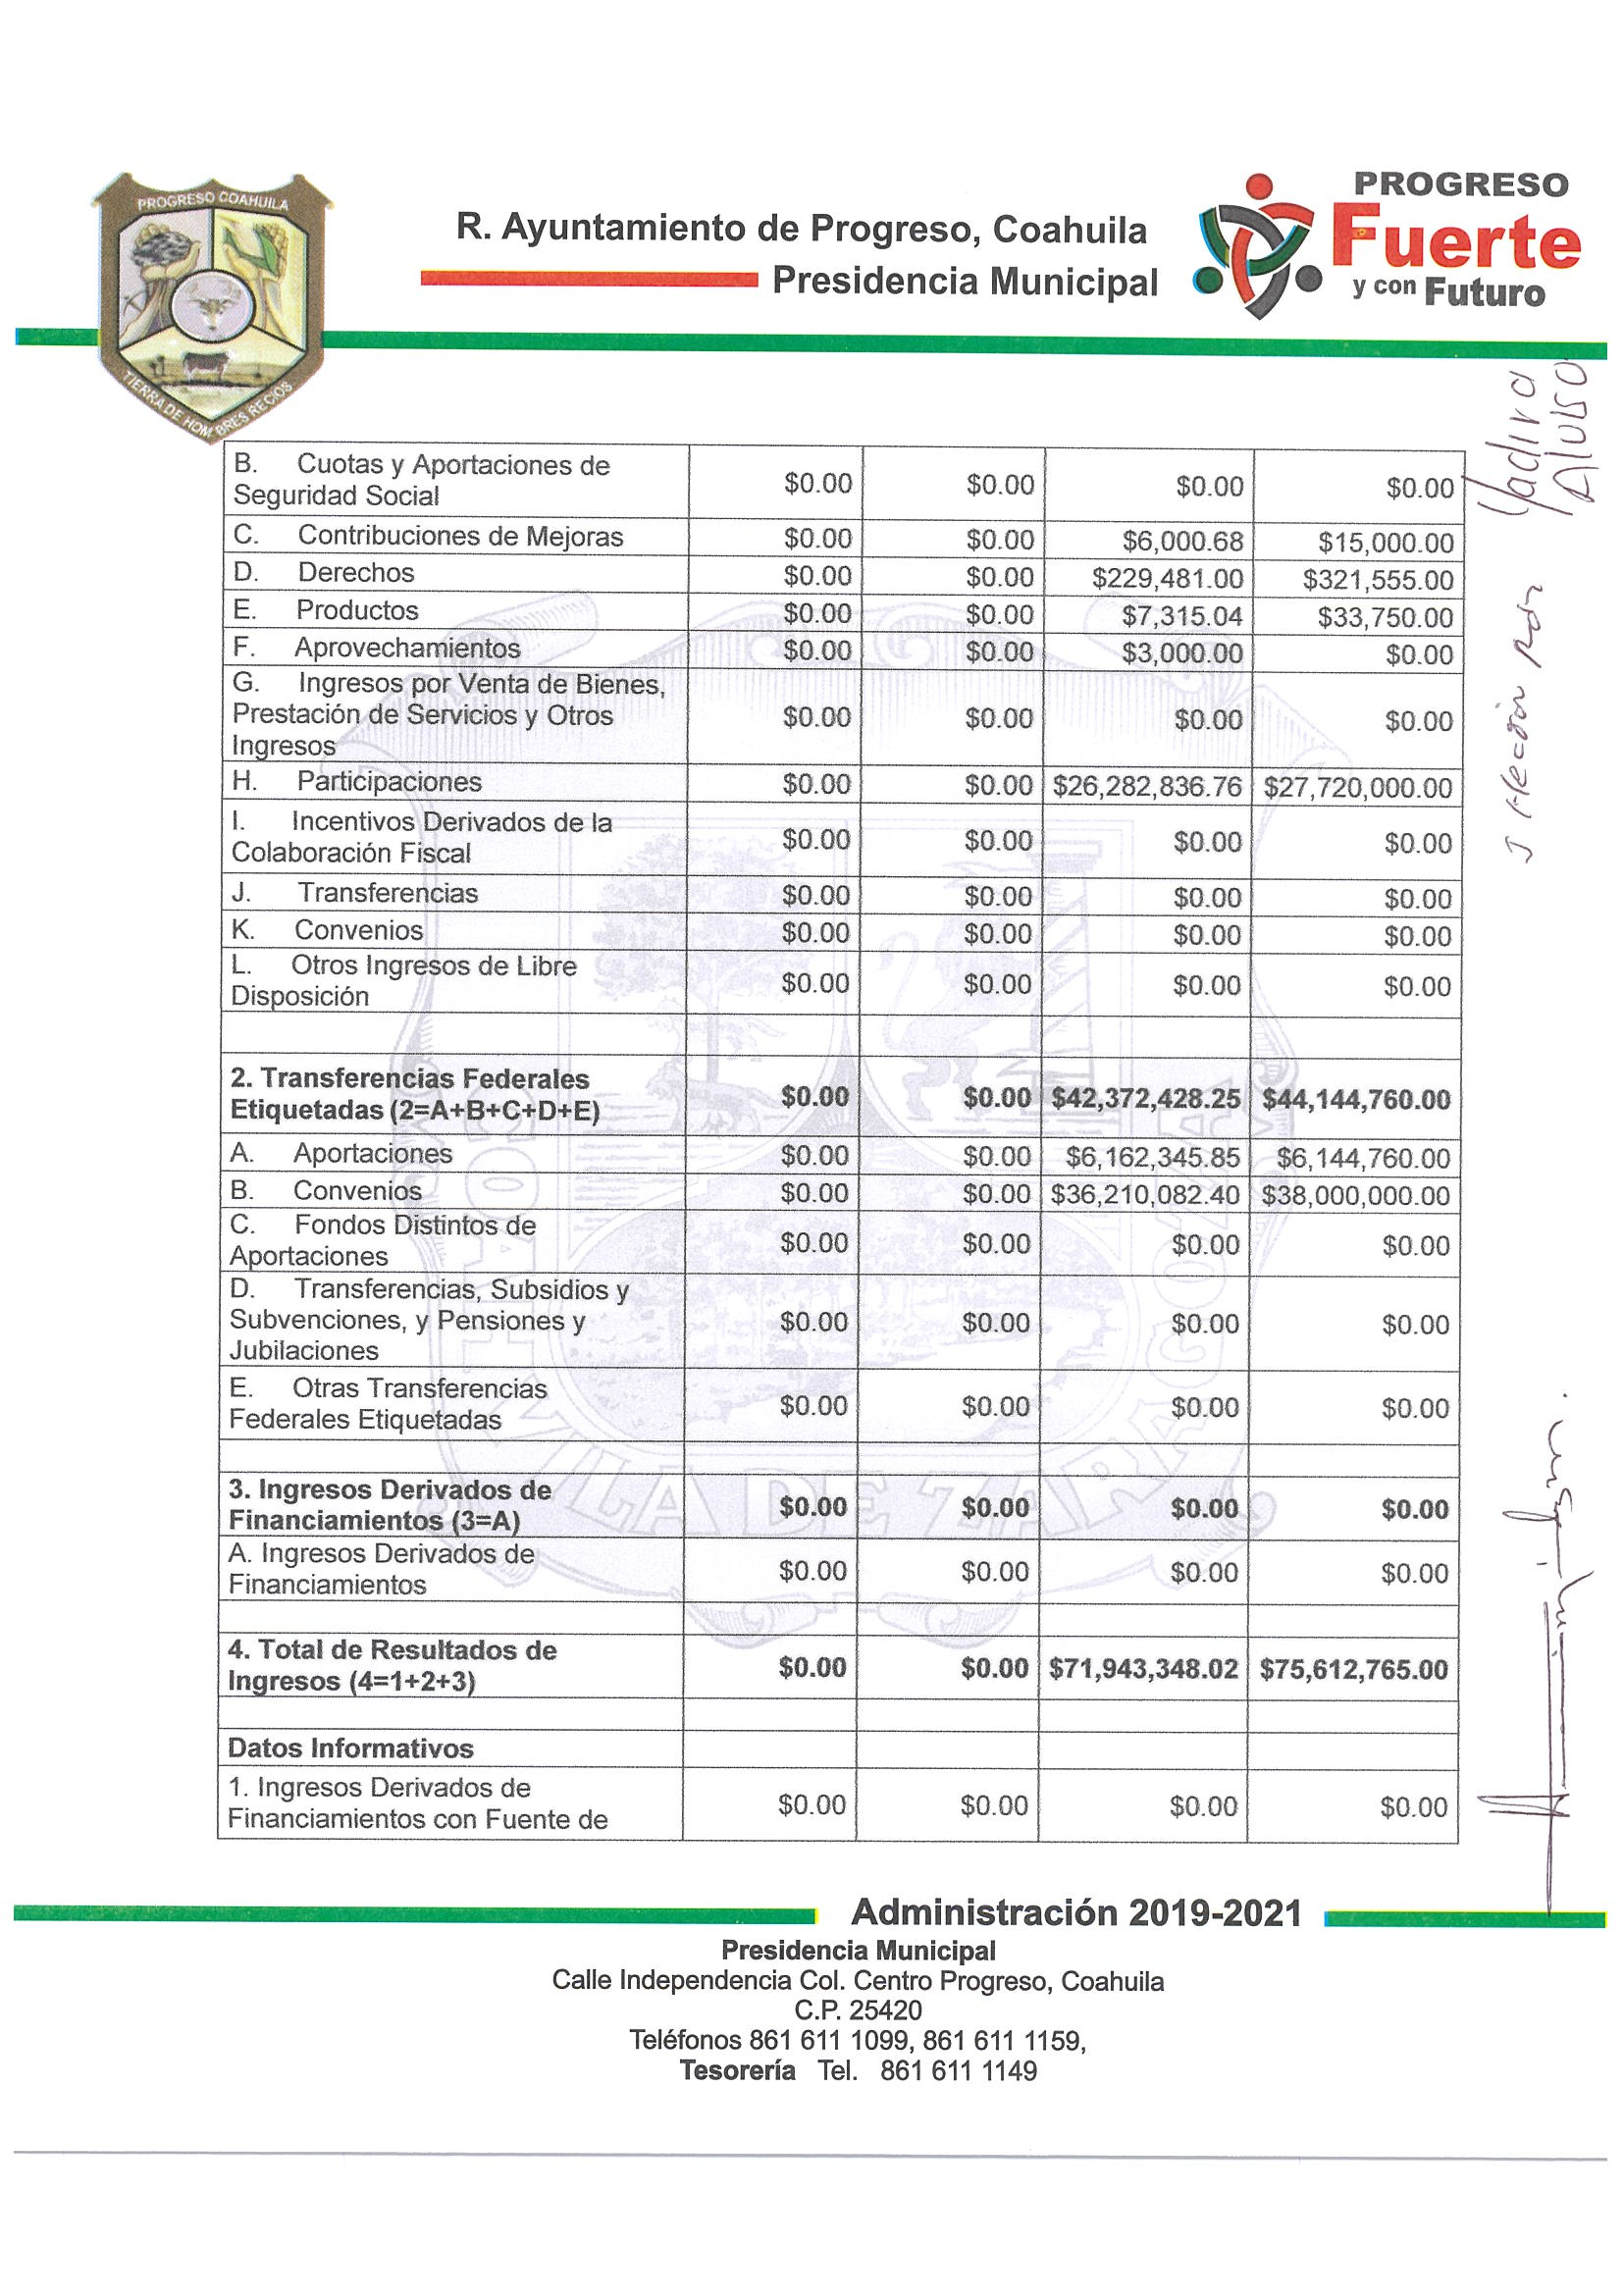 PROGRESO COAHUILA
TIERRA DE HOMBRES RECIOS
R. Ayuntamiento de Progreso, Coahuila
Presidencia Municipal
PROGRESO
Fuerte
y con Futuro
B. Cuotas y Aportaciones de
Seguridad Social $0.00 $0.00 $0.00 $0.00
C. Contribuciones de Mejoras $0.00 $0.00 $6,000.68 $15,000.00
D. Derechos $0.00 $0.00 $229,481.00 $321,555.00
E. Productos $0.00 $0.00 $7,315.04 $33,750.00
F. Aprovechamientos $0.00 $0.00 $3,000.00 $0.00
G. Ingresos por Venta de Bienes,
Prestación de Servicios y Otros $0.00 $0.00 $0.00 $0.00
Ingresos
H. Participaciones $0.00 $0.00 $26,282,836.76 $27,720,000.00
I. Incentivos Derivados de la
Colaboración Fiscal $0.00 $0.00 $0.00 $0.00
J. Transferencias $0.00 $0.00 $0.00 $0.00
K. Convenios $0.00 $0.00 $0.00 $0.00
L. Otros Ingresos de Libre
Disposición $0.00 $0.00 $0.00 $0.00
2. Transferencias Federales
Etiquetadas (2=A+B+C+D+E) $0.00 $0.00 $42,372,428.25 $44,144,760.00
A. Aportaciones $0.00 $0.00 $6,162,345.85 $6,144,760.00
B. Convenios $0.00 $0.00 $36,210,082.40 $38,000,000.00
C. Fondos Distintos de
Aportaciones $0.00 $0.00 $0.00 $0.00
D. Transferencias, Subsidios y
Subvenciones, y Pensiones y $0.00 $0.00 $0.00 $0.00
Jubilaciones
E. Otras Transferencias
Federales Etiquetadas $0.00 $0.00 $0.00 $0.00
3. Ingresos Derivados de
Financiamientos (3=A) $0.00 $0.00 $0.00 $0.00
A. Ingresos Derivados de
Financiamientos $0.00 $0.00 $0.00 $0.00
4. Total de Resultados de
Ingresos (4=1+2+3) $0.00 $0.00 $71,943,348.02 $75,612,765.00
Datos Informativos
1. Ingresos Derivados de
Financiamientos con Fuente de $0.00 $0.00 $0.00 $0.00
COAHUILA DE ZARAGOZA
Administración 2019-2021
Presidencia Municipal
Calle Independencia Col. Centro Progreso, Coahuila
C.P. 25420
Teléfonos 861 611 1099, 861 611 1159,
Tesorería Tel. 861 611 1149